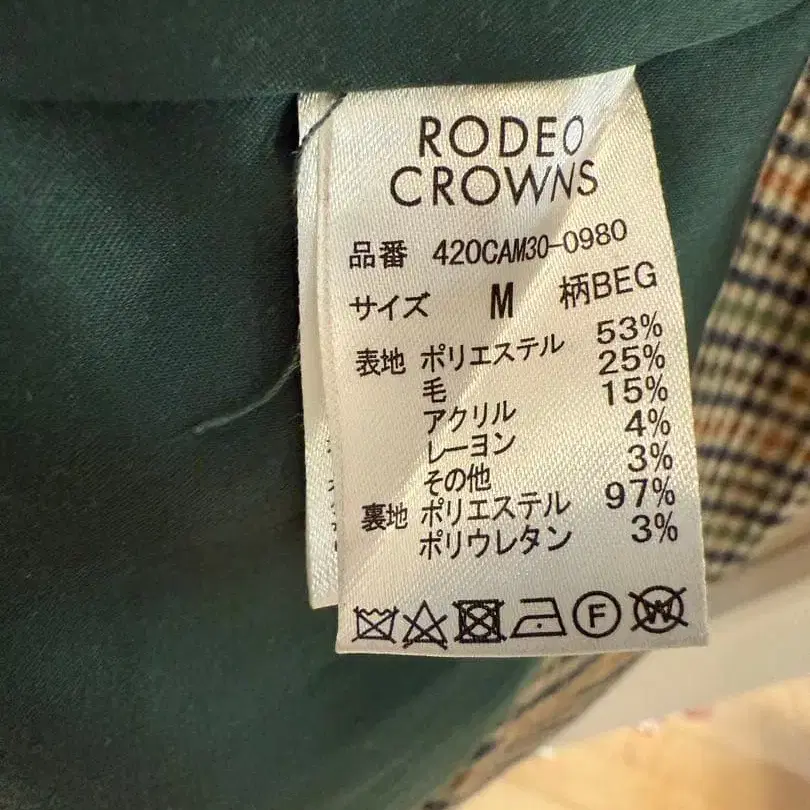 RODEO
CROWNS
品番 420CAM30-0980
サイズ M 柄BEG
表地 ポリエステル 53%
毛 25%
アクリル 15%
レーヨン 4%
その他 3%
裏地 ポリエステル 97%
ポリウレタン 3%
F W